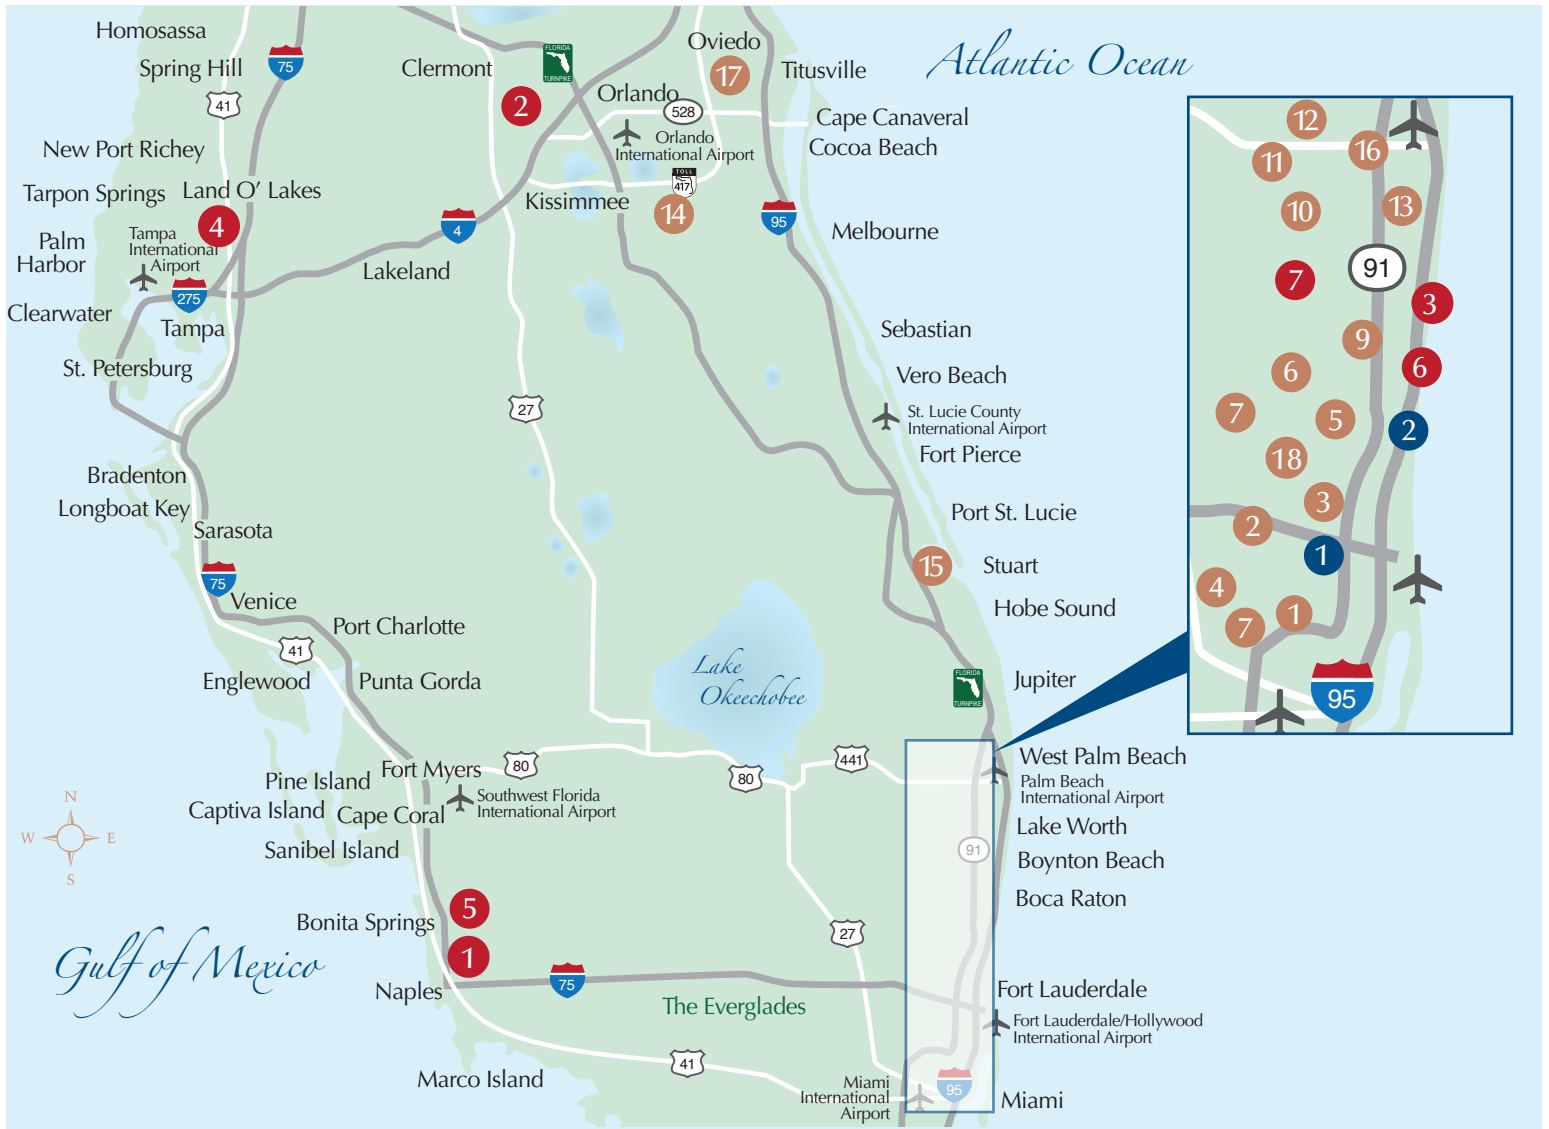 Homosassa
Spring Hill
75
41
Clermont
FLORIDA
TURNPIKE
2
Oviedo
17
Titusville
Atlantic Ocean
Orlando
528
Orlando
International Airport
Cape Canaveral
Cocoa Beach
New Port Richey
Tarpon Springs
Land O' Lakes
4
Palm
Harbor
Tampa
International
Airport
275
Clearwater
Tampa
St. Petersburg
4
Lakeland
Kissimmee
TOLL
417
14
95
Melbourne
Sebastian
Vero Beach
St. Lucie County
International Airport
Fort Pierce
27
Bradenton
Longboat Key
Sarasota
75
Venice
Port St. Lucie
15
Stuart
Hobe Sound
Port Charlotte
41
Englewood
Punta Gorda
Lake
Okeechobee
FLORIDA
TURNPIKE
Jupiter
Pine Island
Fort Myers
80
80
441
West Palm Beach
Palm Beach
International Airport
Captiva Island
Cape Coral
Southwest Florida
International Airport
Sanibel Island
Lake Worth
91
Boynton Beach
Boca Raton
N
W
E
S
5
Bonita Springs
1
27
Gulf of Mexico
Naples
75
The Everglades
Fort Lauderdale
Fort Lauderdale/Hollywood
International Airport
41
Marco Island
Miami
International
Airport
95
Miami
12
16
11
10
13
91
7
3
9
6
6
7
5
2
18
3
2
1
4
1
7
95